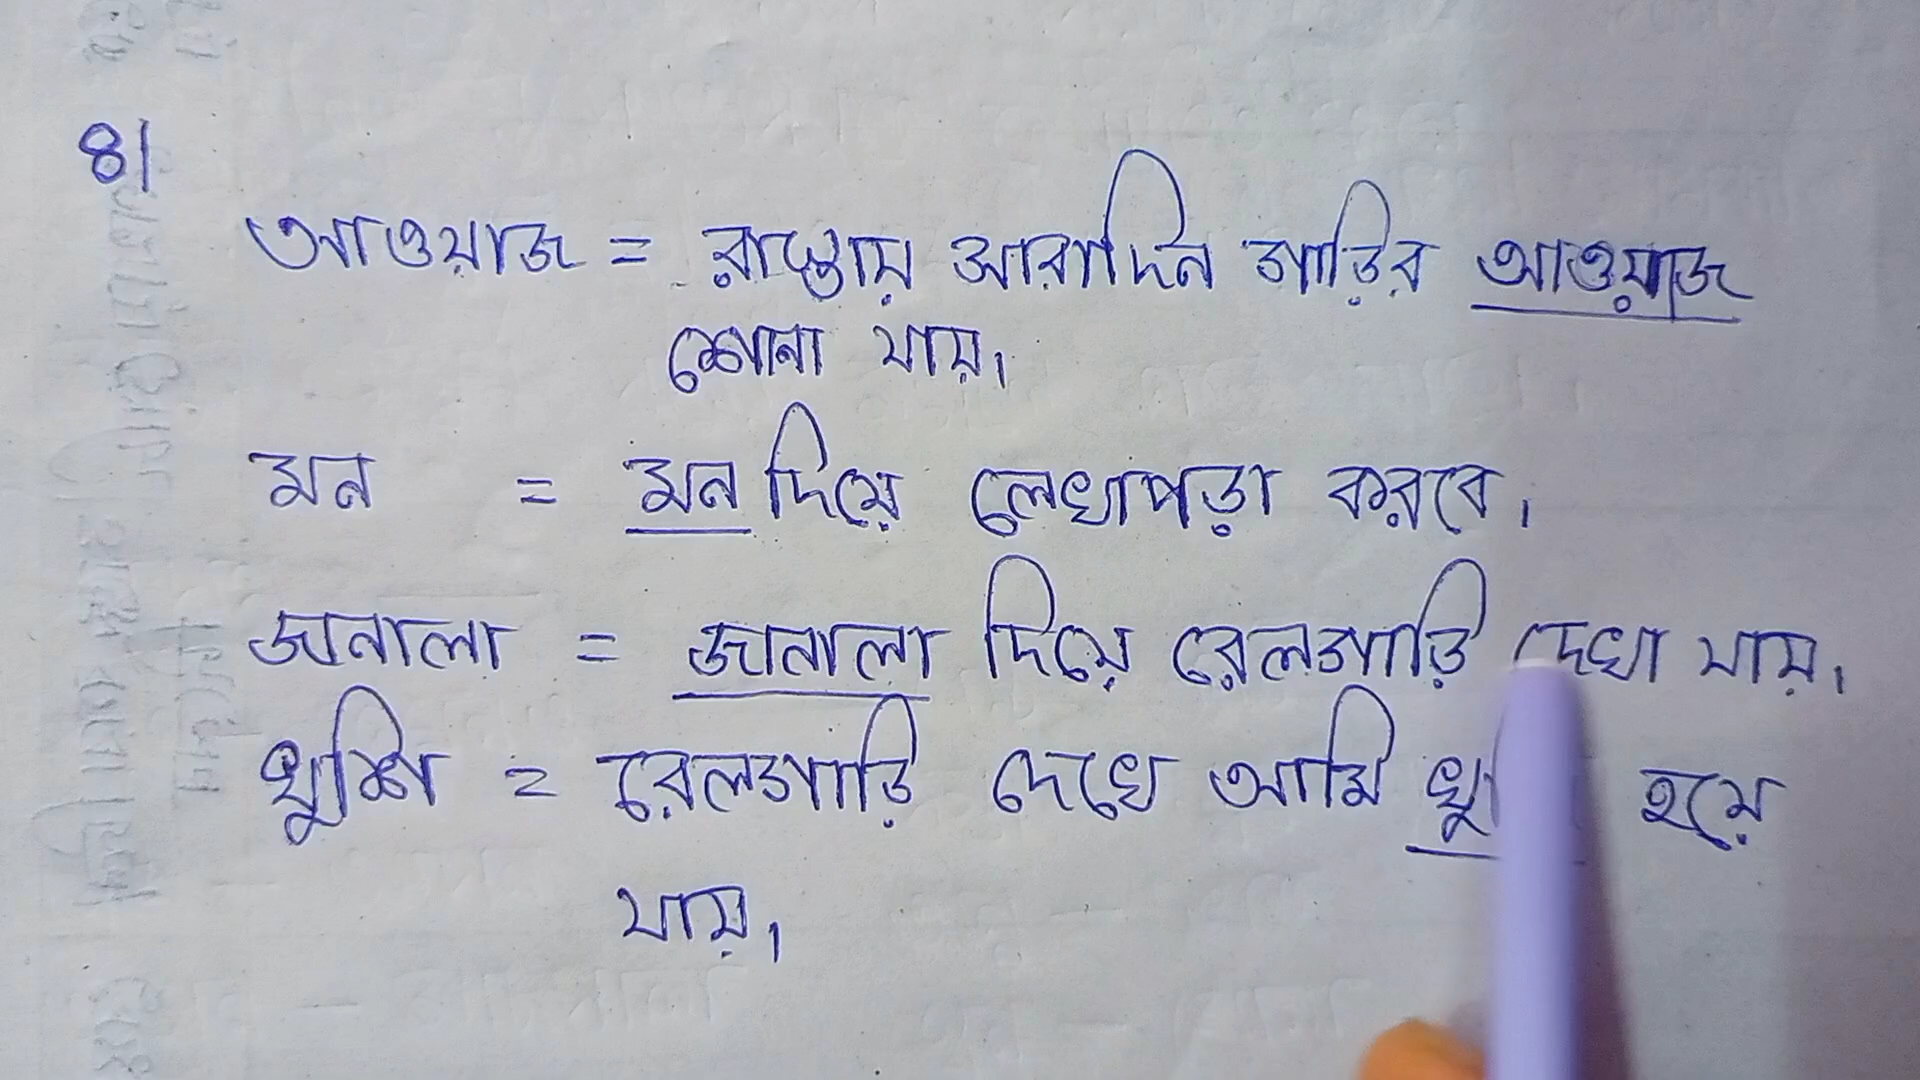 ৪।
আওয়াজ = রাস্তায় সারাদিন গাড়ির আওয়াজ
শোনা যায়।
মন = মন দিয়ে লেখাপড়া করবে।
জানালা = জানালা দিয়ে রেলগাড়ি দেখা যায়।
খুশি = রেলগাড়ি দেখে আমি হয়ে
যায়।